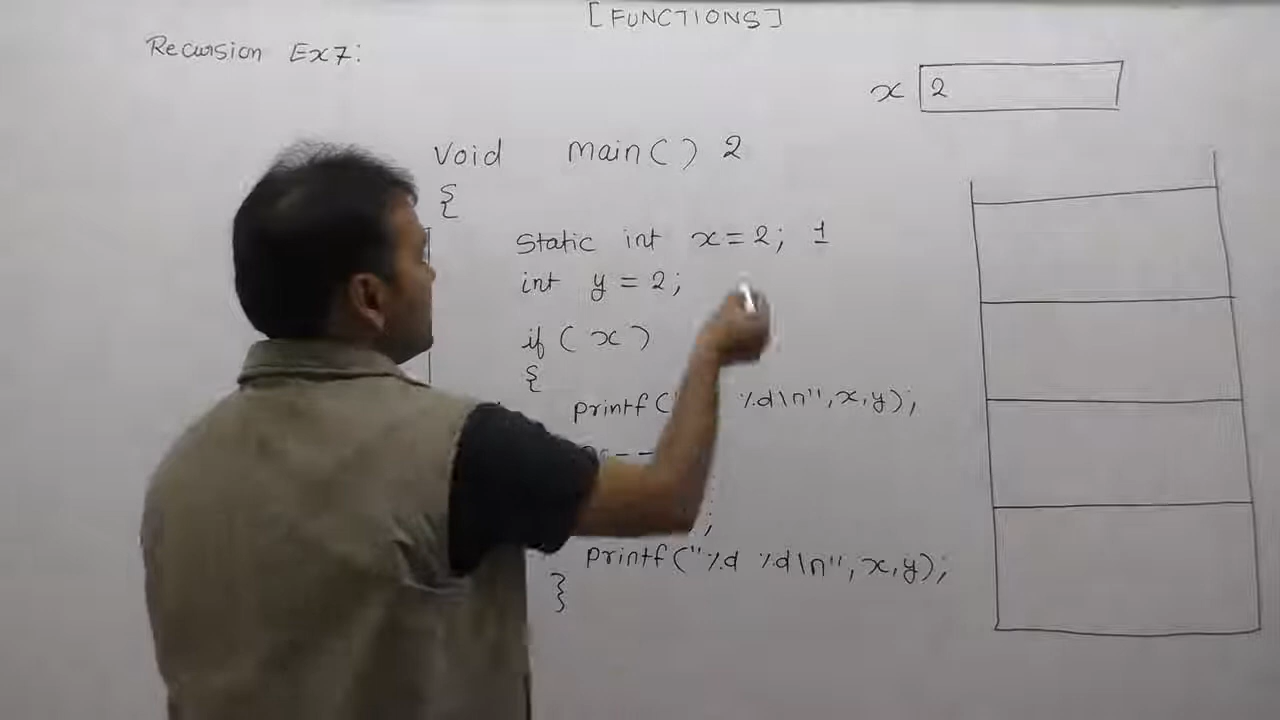 [FUNCTIONS]
Recursion Ex7:
x 2
Void main() 2
{
Static int x=2; 1
int y = 2;
if (x)
{
printf(" %d\n",x,y);
--
;
printf("%d %d\n",x,y);
}